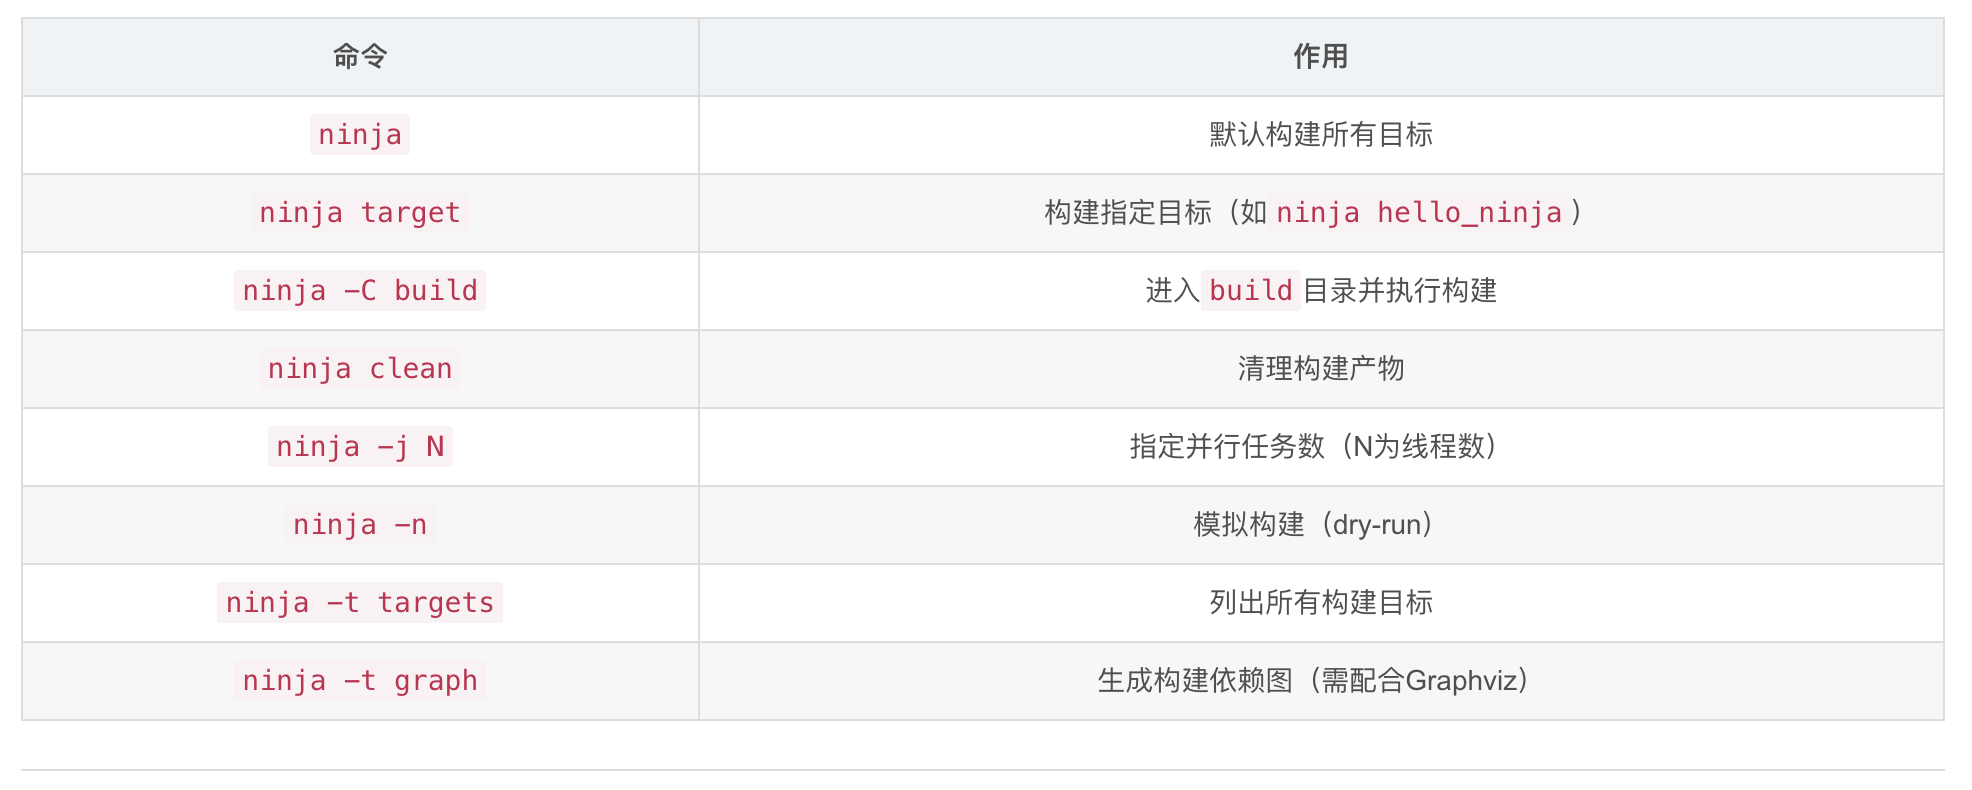 命令 作用
ninja 默认构建所有目标
ninja target 构建指定目标（如 ninja hello_ninja ）
ninja -C build 进入 build 目录并执行构建
ninja clean 清理构建产物
ninja -j N 指定并行任务数（N为线程数）
ninja -n 模拟构建（dry-run）
ninja -t targets 列出所有构建目标
ninja -t graph 生成构建依赖图（需配合Graphviz）